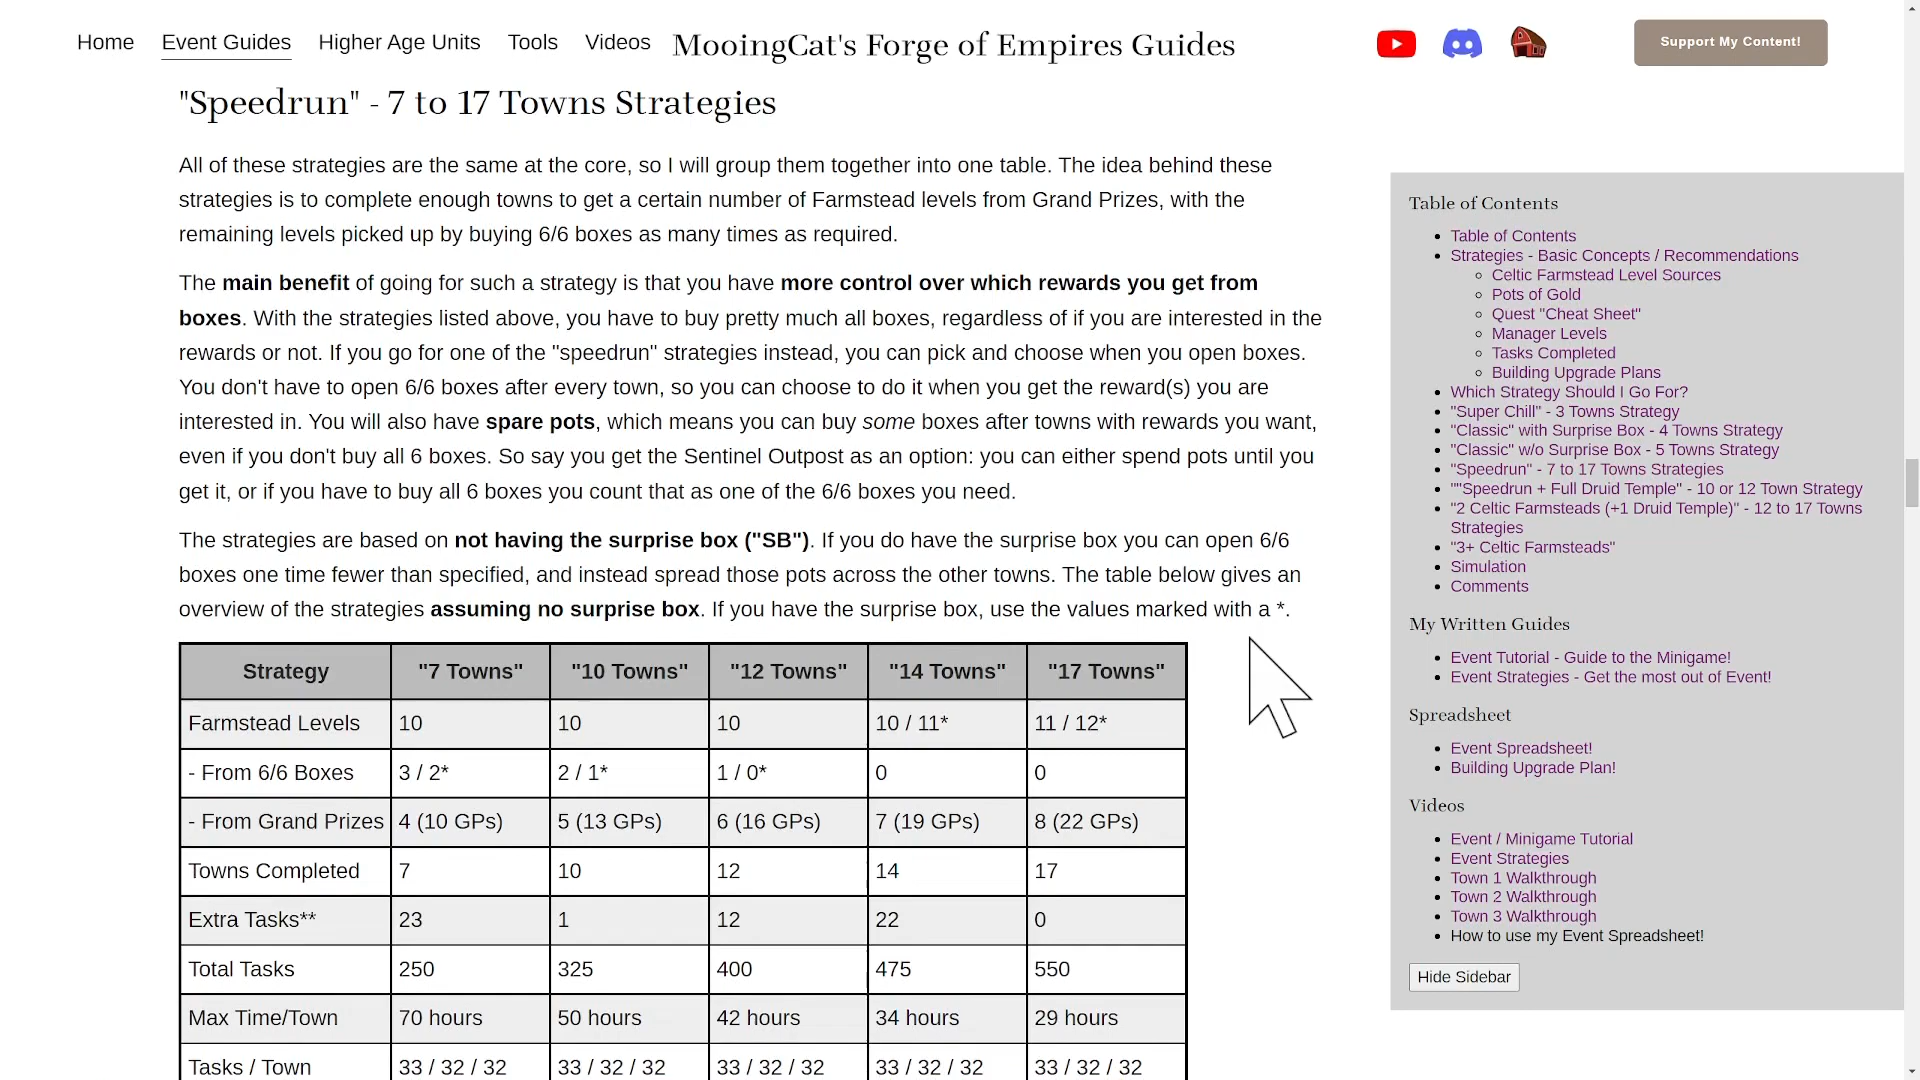 Home Event Guides Higher Age Units Tools Videos MooingCat's Forge of Empires Guides Support My Content!
"Speedrun" - 7 to 17 Towns Strategies
All of these strategies are the same at the core, so I will group them together into one table. The idea behind these
strategies is to complete enough towns to get a certain number of Farmstead levels from Grand Prizes, with the
remaining levels picked up by buying 6/6 boxes as many times as required.
The main benefit of going for such a strategy is that you have more control over which rewards you get from
boxes. With the strategies listed above, you have to buy pretty much all boxes, regardless of if you are interested in the
rewards or not. If you go for one of the "speedrun" strategies instead, you can pick and choose when you open boxes.
You don't have to open 6/6 boxes after every town, so you can choose to do it when you get the reward(s) you are
interested in. You will also have spare pots, which means you can buy some boxes after towns with rewards you want,
even if you don't buy all 6 boxes. So say you get the Sentinel Outpost as an option: you can either spend pots until you
get it, or if you have to buy all 6 boxes you count that as one of the 6/6 boxes you need.
The strategies are based on not having the surprise box ("SB"). If you do have the surprise box you can open 6/6
boxes one time fewer than specified, and instead spread those pots across the other towns. The table below gives an
overview of the strategies assuming no surprise box. If you have the surprise box, use the values marked with a *.
Strategy "7 Towns" "10 Towns" "12 Towns" "14 Towns" "17 Towns"
Farmstead Levels 10 10 10 10 / 11* 11 / 12*
- From 6/6 Boxes 3 / 2* 2 / 1* 1 / 0* 0 0
- From Grand Prizes 4 (10 GPs) 5 (13 GPs) 6 (16 GPs) 7 (19 GPs) 8 (22 GPs)
Towns Completed 7 10 12 14 17
Extra Tasks** 23 1 12 22 0
Total Tasks 250 325 400 475 550
Max Time/Town 70 hours 50 hours 42 hours 34 hours 29 hours
Tasks / Town 33 / 32 / 32 33 / 32 / 32 33 / 32 / 32 33 / 32 / 32 33 / 32 / 32
Table of Contents
Table of Contents
Strategies - Basic Concepts / Recommendations
Celtic Farmstead Level Sources
Pots of Gold
Quest "Cheat Sheet"
Manager Levels
Tasks Completed
Building Upgrade Plans
Which Strategy Should I Go For?
"Super Chill" - 3 Towns Strategy
"Classic" with Surprise Box - 4 Towns Strategy
"Classic" w/o Surprise Box - 5 Towns Strategy
"Speedrun" - 7 to 17 Towns Strategies
""Speedrun + Full Druid Temple" - 10 or 12 Town Strategy
"2 Celtic Farmsteads (+1 Druid Temple)" - 12 to 17 Towns
Strategies
"3+ Celtic Farmsteads"
Simulation
Comments
My Written Guides
Event Tutorial - Guide to the Minigame!
Event Strategies - Get the most out of Event!
Spreadsheet
Event Spreadsheet!
Building Upgrade Plan!
Videos
Event / Minigame Tutorial
Event Strategies
Town 1 Walkthrough
Town 2 Walkthrough
Town 3 Walkthrough
How to use my Event Spreadsheet!
Hide Sidebar